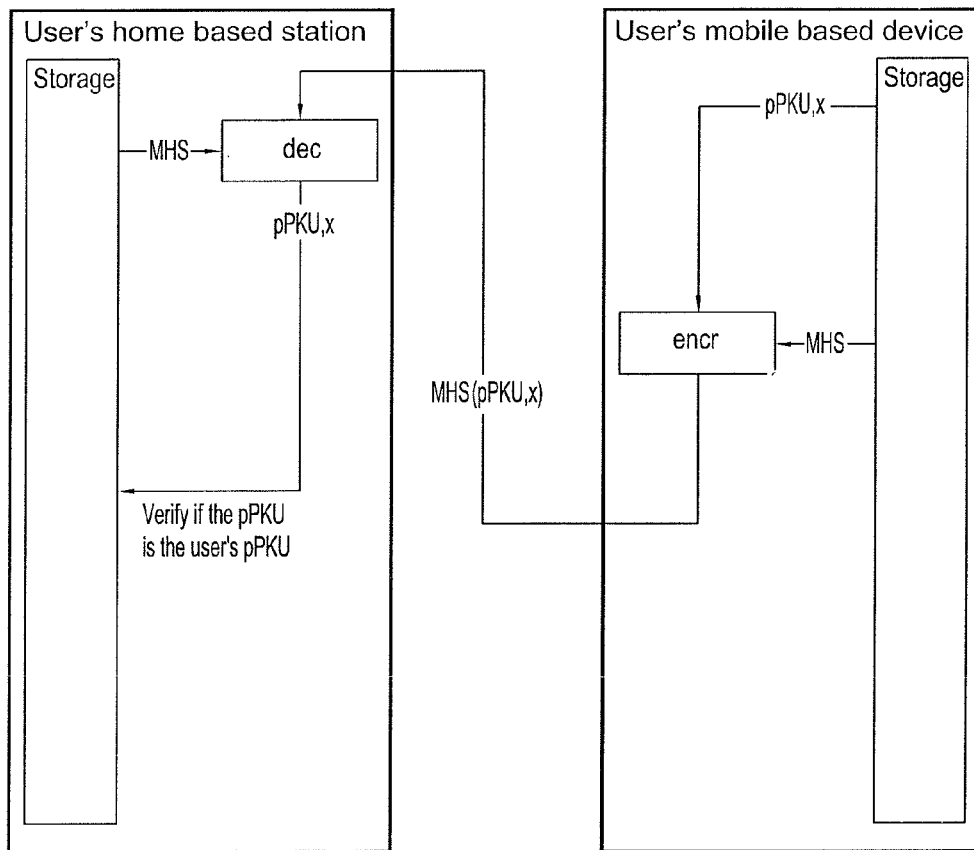 User's home based station
Storage
MHS
dec
pPKU,x
Verify if the pPKU
is the user's pPKU
MHS(pPKU,x)
User's mobile based device
Storage
pPKU,x
encr
MHS